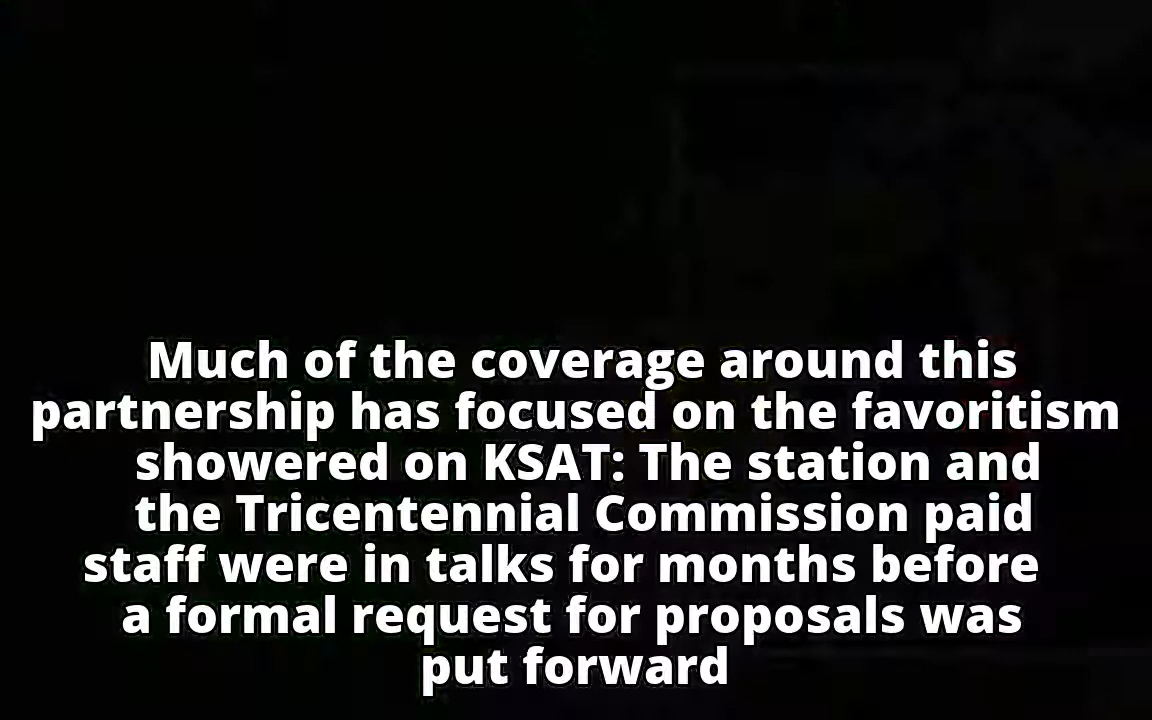 Much of the coverage around this
partnership has focused on the favoritism
showered on KSAT: The station and
the Tricentennial Commission paid
staff were in talks for months before
a formal request for proposals was
put forward